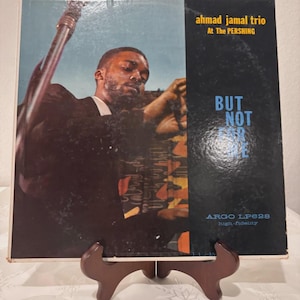 ahmad jamal trio
At The PERSHING
BUT
NOT
FOR
ME
ARGO LP628
high fidelity